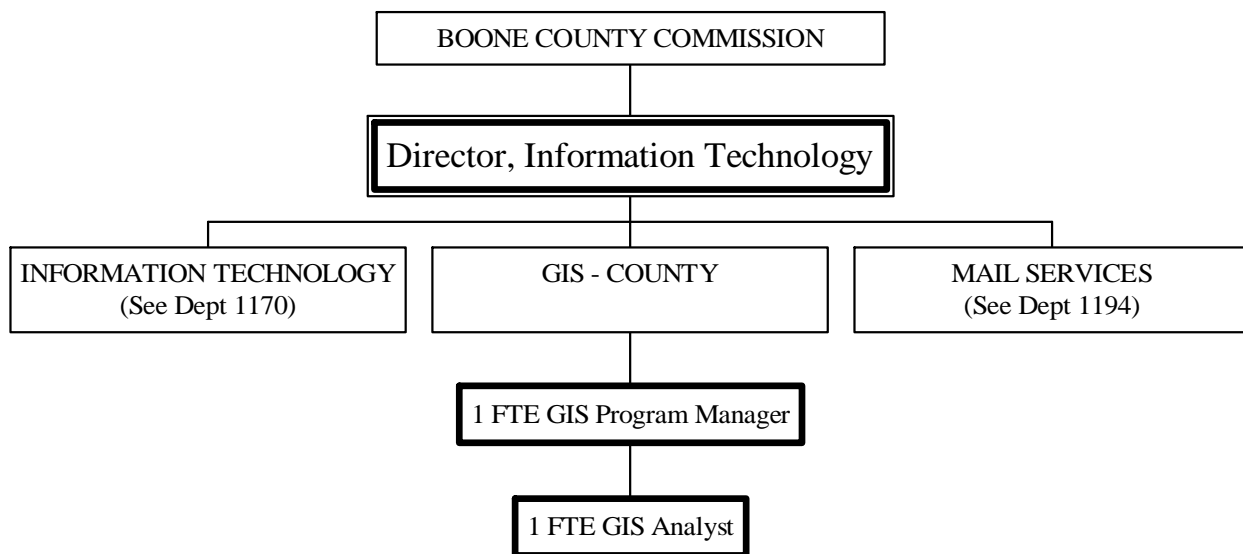 BOONE COUNTY COMMISSION
Director, Information Technology
INFORMATION TECHNOLOGY
(See Dept 1170)
GIS - COUNTY
MAIL SERVICES
(See Dept 1194)
1 FTE GIS Program Manager
1 FTE GIS Analyst